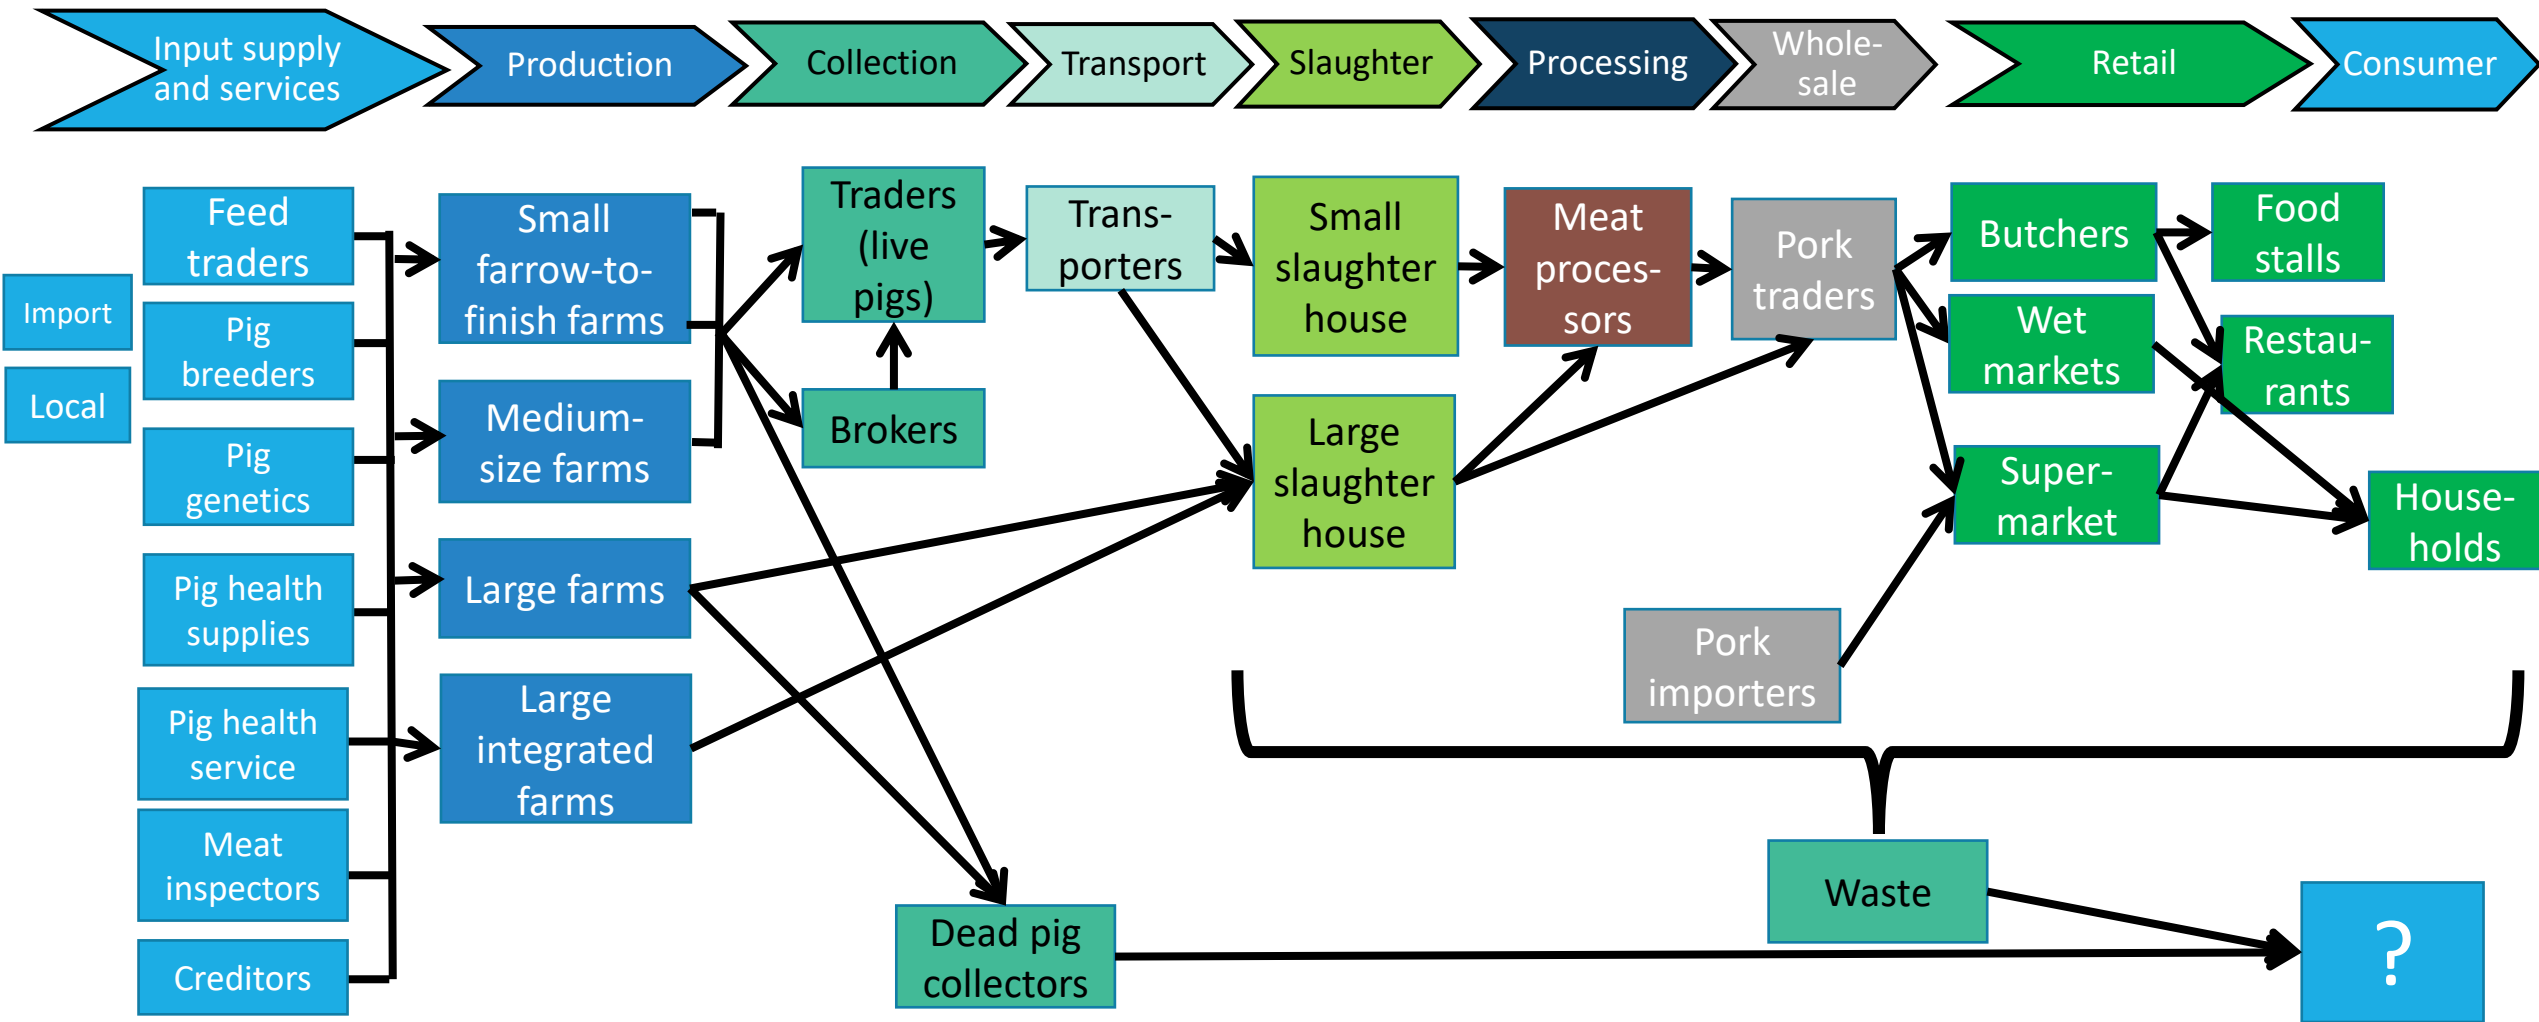 Input supply
and services
Production
Collection
Transport
Slaughter
Processing
Whole-
sale
Retail
Consumer
Import
Local
Feed
traders
Pig
breeders
Pig
genetics
Pig health
supplies
Pig health
service
Meat
inspectors
Creditors
Small
farrow-to-
finish farms
Medium-
size farms
Large farms
Large
integrated
farms
Traders
(live
pigs)
Brokers
Dead pig
collectors
Trans-
porters
Small
slaughter
house
Large
slaughter
house
Meat
proces-
sors
Pork
traders
Pork
importers
Waste
Butchers
Wet
markets
Super-
market
Food
stalls
Restau-
rants
House-
holds
?